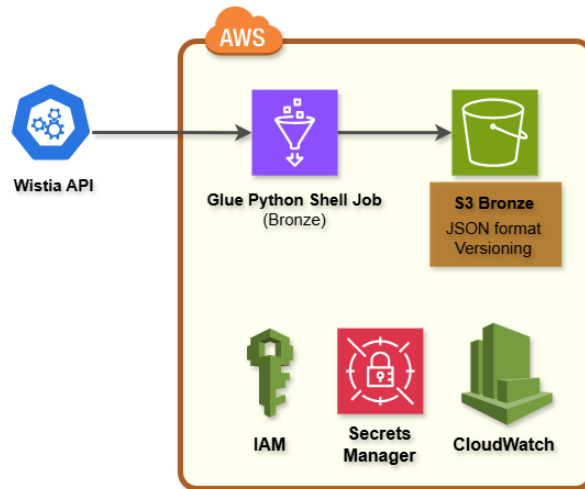 AWS
Wistia API
Glue Python Shell Job
(Bronze)
S3 Bronze
JSON format
Versioning
IAM
Secrets
Manager
CloudWatch